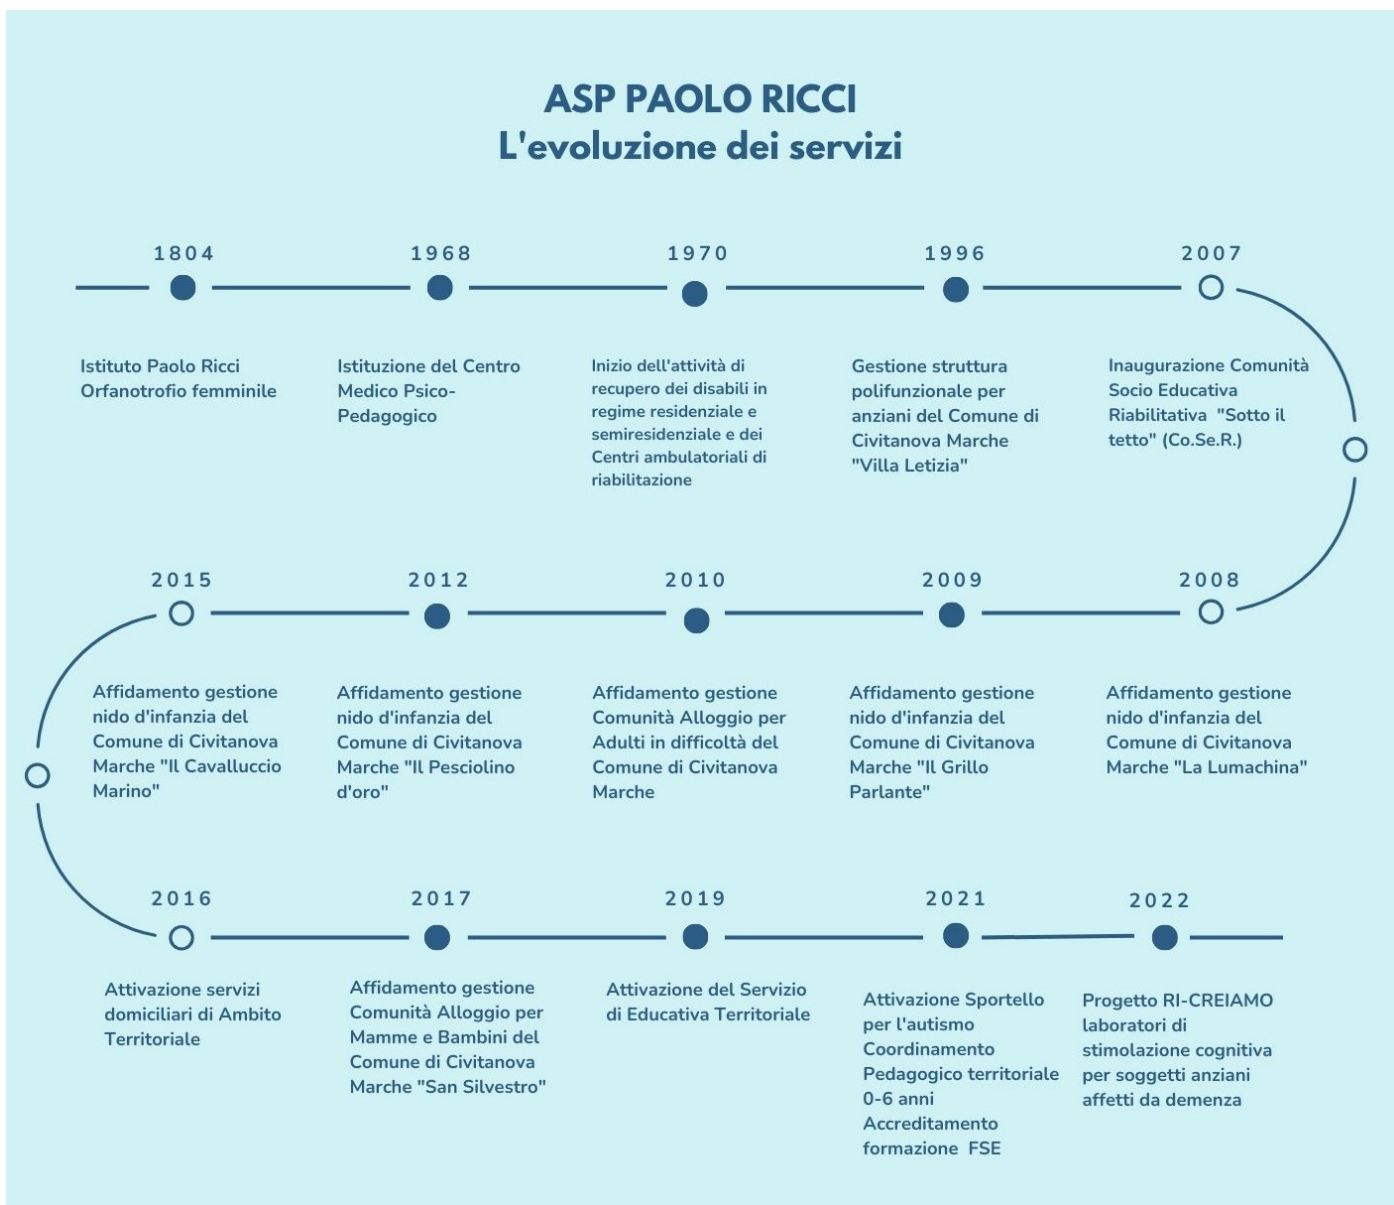 ASP PAOLO RICCI
L'evoluzione dei servizi
1804
Istituto Paolo Ricci
Orfanotrofio femminile
1968
Istituzione del Centro
Medico Psico-
Pedagogico
1970
Inizio dell'attività di
recupero dei disabili in
regime residenziale e
semiresidenziale e dei
Centri ambulatoriali di
riabilitazione
1996
Gestione struttura
polifunzionale per
anziani del Comune di
Civitanova Marche
"Villa Letizia"
2007
Inaugurazione Comunità
Socio Educativa
Riabilitativa "Sotto il
tetto" (Co.Se.R.)
2008
Affidamento gestione
nido d'infanzia del
Comune di Civitanova
Marche "La Lumachina"
2009
Affidamento gestione
nido d'infanzia del
Comune di Civitanova
Marche "Il Grillo
Parlante"
2010
Affidamento gestione
Comunità Alloggio per
Adulti in difficoltà del
Comune di Civitanova
Marche
2012
Affidamento gestione
nido d'infanzia del
Comune di Civitanova
Marche "Il Pesciolino
d'oro"
2015
Affidamento gestione
nido d'infanzia del
Comune di Civitanova
Marche "Il Cavalluccio
Marino"
2016
Attivazione servizi
domiciliari di Ambito
Territoriale
2017
Affidamento gestione
Comunità Alloggio per
Mamme e Bambini del
Comune di Civitanova
Marche "San Silvestro"
2019
Attivazione del Servizio
di Educativa Territoriale
2021
Attivazione Sportello
per l'autismo
Coordinamento
Pedagogico territoriale
0-6 anni
Accreditamento
formazione FSE
2022
Progetto RI-CREIAMO
laboratori di
stimolazione cognitiva
per soggetti anziani
affetti da demenza